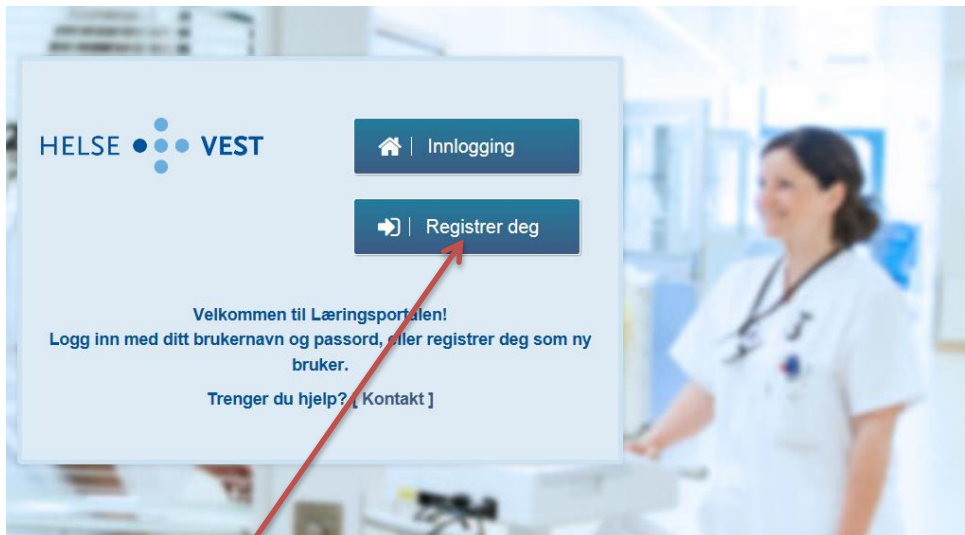 HELSE VEST
Innlogging
Registrer deg
Velkommen til Læringsportalen!
Logg inn med ditt brukernavn og passord, eller registrer deg som ny
bruker.
Trenger du hjelp? [ Kontakt ]